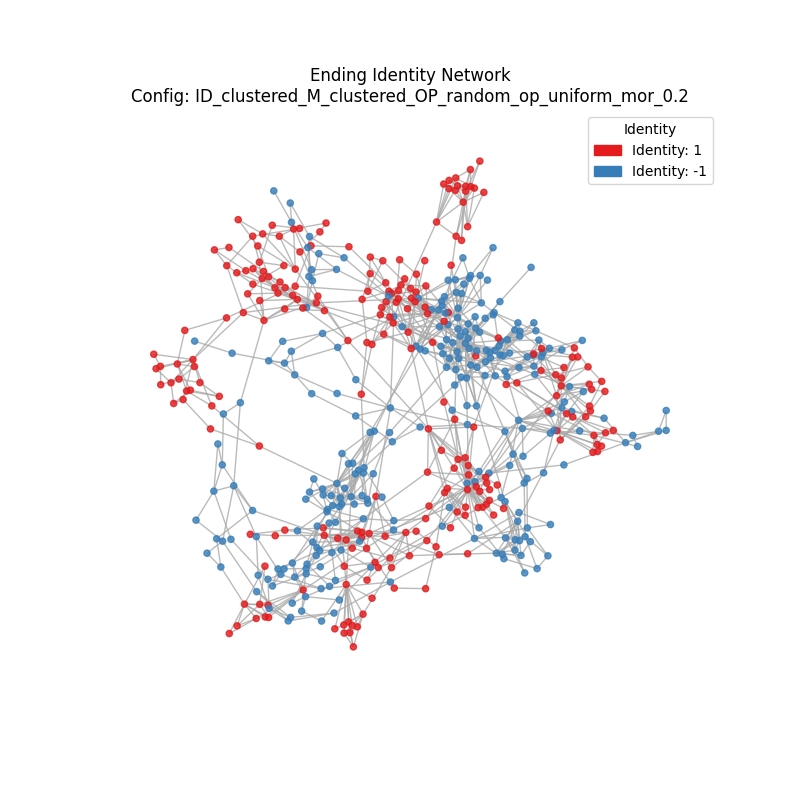 Ending Identity Network
Config: ID_clustered_M_clustered_OP_random_op_uniform_mor_0.2
Identity
Identity: 1
Identity: -1